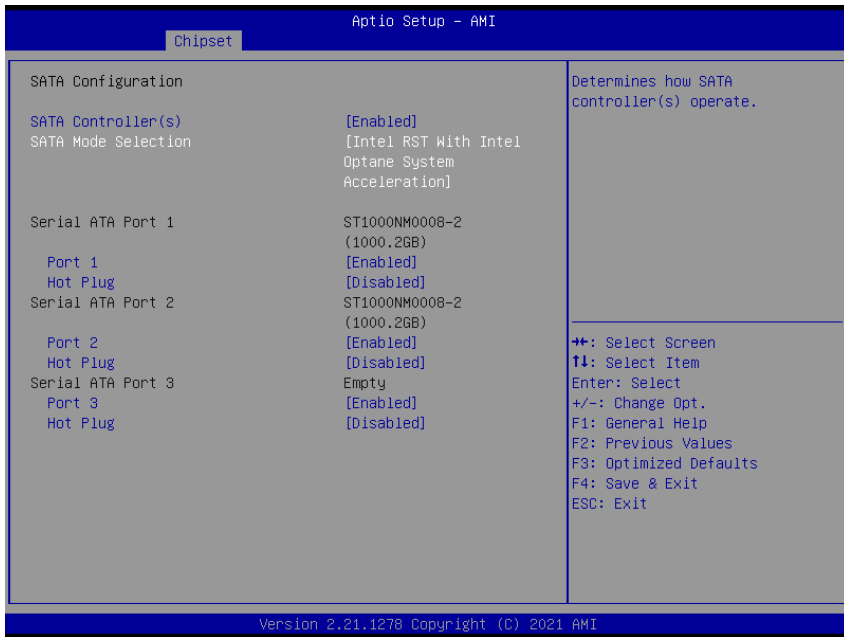 Aptio Setup – AMI
Chipset
SATA Configuration
SATA Controller(s) [Enabled]
SATA Mode Selection [Intel RST With Intel
Optane System
Acceleration]
Serial ATA Port 1 ST1000NM0008-2
(1000.2GB)
Port 1 [Enabled]
Hot Plug [Disabled]
Serial ATA Port 2 ST1000NM0008-2
(1000.2GB)
Port 2 [Enabled]
Hot Plug [Disabled]
Serial ATA Port 3 Empty
Port 3 [Enabled]
Hot Plug [Disabled]
Determines how SATA
controller(s) operate.
→←: Select Screen
↑↓: Select Item
Enter: Select
+/-: Change Opt.
F1: General Help
F2: Previous Values
F3: Optimized Defaults
F4: Save & Exit
ESC: Exit
Version 2.21.1278 Copyright (C) 2021 AMI